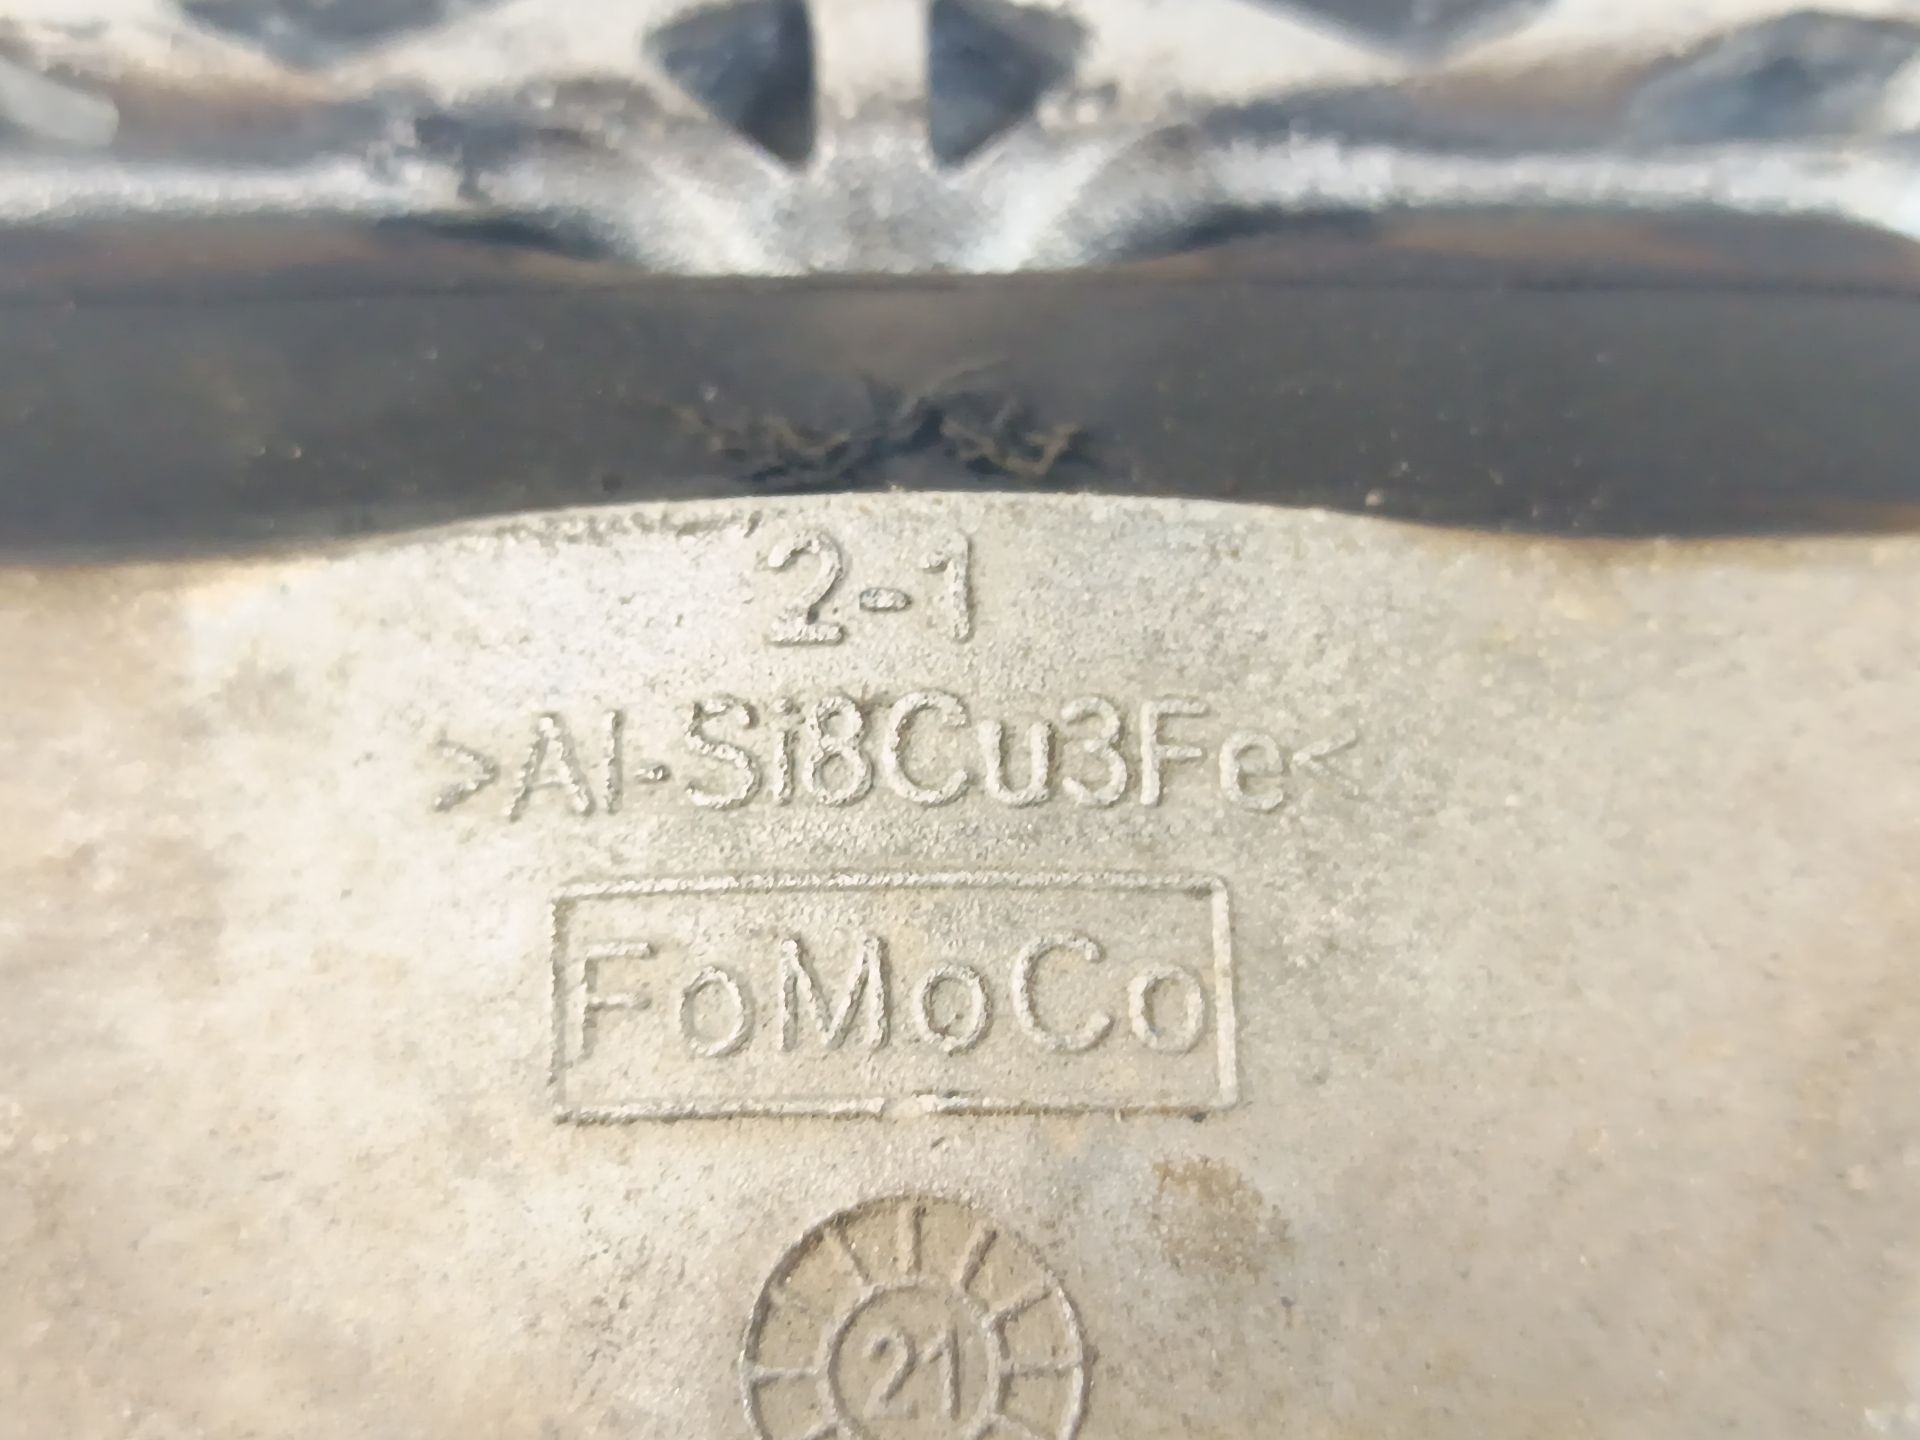 2-1
>Al-Si8Cu3Fe<
FoMoCo
21